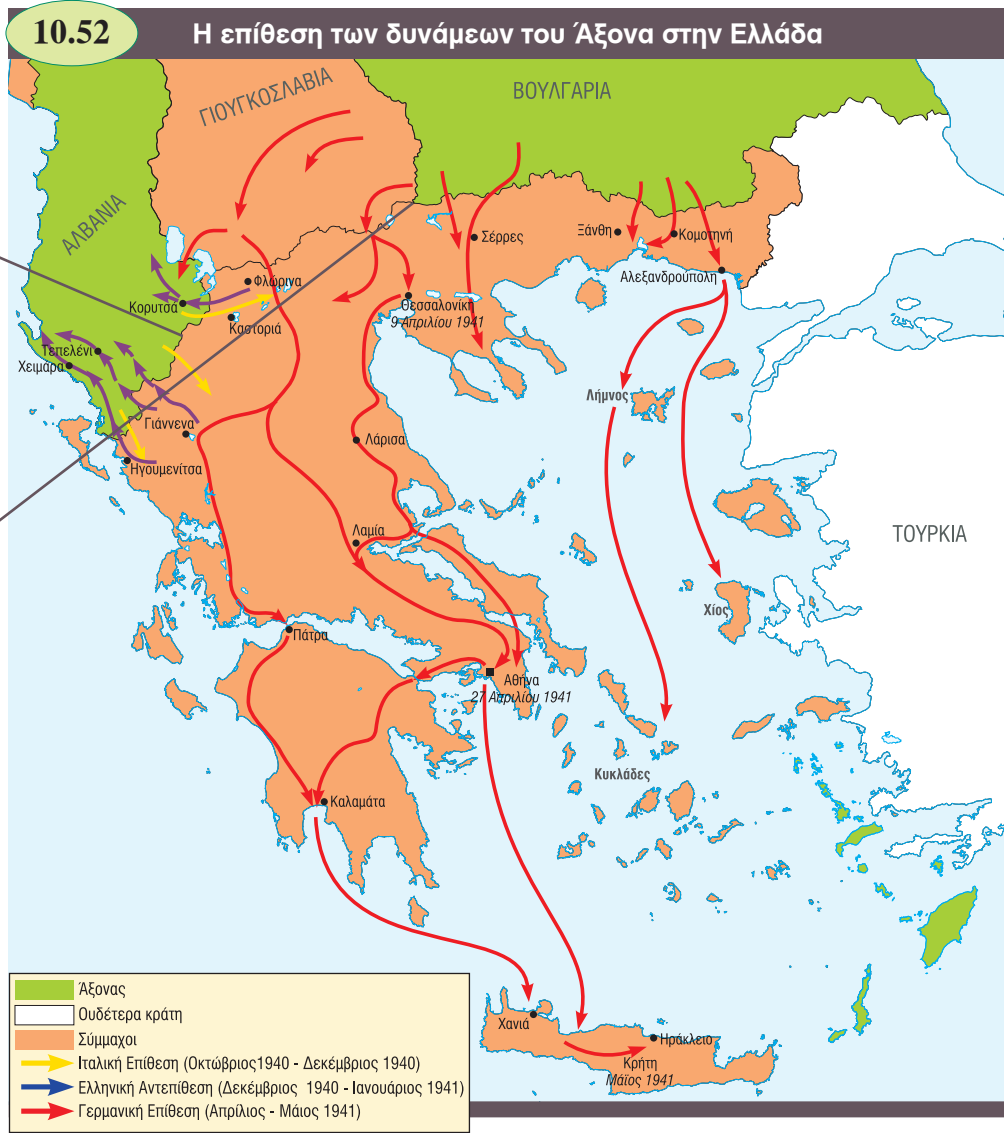 10.52
Η επίθεση των δυνάμεων του Άξονα στην Ελλάδα
ΓΙΟΥΓΚΟΣΛΑΒΙΑ
ΒΟΥΛΓΑΡΙΑ
ΑΛΒΑΝΙΑ
Σέρρες
Ξάνθη
Κομοτηνή
Αλεξανδρούπολη
Φλώρινα
Κορυτσά
Καστοριά
Θεσσαλονίκη
9 Απριλίου 1941
Τεπελένι
Χειμάρα
Λήμνος
Γιάννενα
Λάρισα
Ηγουμενίτσα
Λαμία
ΤΟΥΡΚΙΑ
Χίος
Πάτρα
Αθήνα
27 Απριλίου 1941
Κυκλάδες
Καλαμάτα
Χανιά
Ηράκλειο
Κρήτη
Μάϊος 1941
Άξονας
Ουδέτερα κράτη
Σύμμαχοι
Ιταλική Επίθεση (Οκτώβριος1940 - Δεκέμβριος 1940)
Ελληνική Αντεπίθεση (Δεκέμβριος 1940 - Ιανουάριος 1941)
Γερμανική Επίθεση (Απρίλιος - Μάιος 1941)